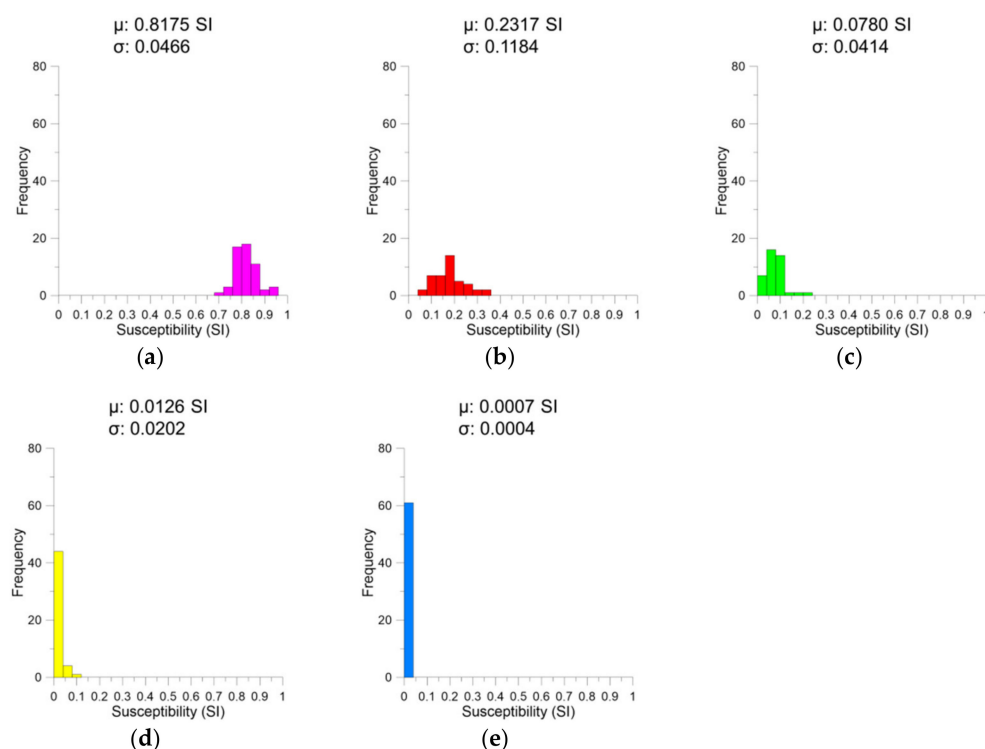 μ: 0.8175 SI
σ: 0.0466
80
60
40
20
0
Frequency
0 0.1 0.2 0.3 0.4 0.5 0.6 0.7 0.8 0.9 1
Susceptibility (SI)
(a)
μ: 0.2317 SI
σ: 0.1184
80
60
40
20
0
Frequency
0 0.1 0.2 0.3 0.4 0.5 0.6 0.7 0.8 0.9 1
Susceptibility (SI)
(b)
μ: 0.0780 SI
σ: 0.0414
80
60
40
20
0
Frequency
0 0.1 0.2 0.3 0.4 0.5 0.6 0.7 0.8 0.9 1
Susceptibility (SI)
(c)
μ: 0.0126 SI
σ: 0.0202
80
60
40
20
0
Frequency
0 0.1 0.2 0.3 0.4 0.5 0.6 0.7 0.8 0.9 1
Susceptibility (SI)
(d)
μ: 0.0007 SI
σ: 0.0004
80
60
40
20
0
Frequency
0 0.1 0.2 0.3 0.4 0.5 0.6 0.7 0.8 0.9 1
Susceptibility (SI)
(e)